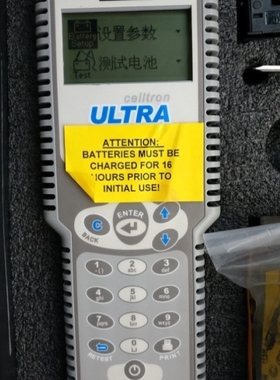 Battery
Setup
设置参数
测试电池
Test
celltron
ULTRA
ATTENTION:
BATTERIES MUST BE
CHARGED FOR 16
HOURS PRIOR TO
INITIAL USE!
C
ENTER
BACK
1
2
abc
3
def
4
ghi
5
jkl
6
mno
7
pqrs
8
tuv
9
wxyz
0
RETEST
PRINT